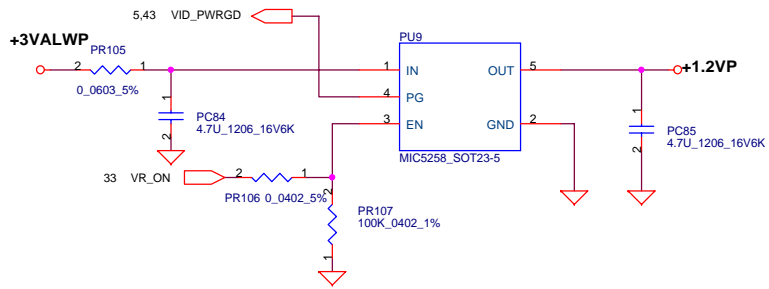 5,43 VID_PWRGD
+3VALWP
PR105
2 1
0_0603_5%
1
PC84
4.7U_1206_16V6K
2
PU9
1 IN OUT 5
4 PG
3 EN GND 2
MIC5258_SOT23-5
+1.2VP
1
PC85
4.7U_1206_16V6K
2
33 VR_ON
2 1
PR106 0_0402_5%
2
PR107
100K_0402_1%
1